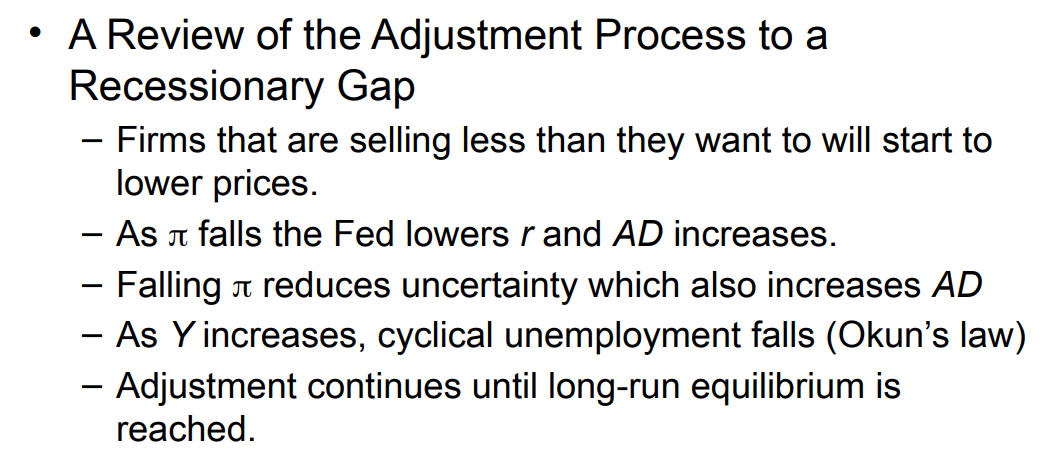 • A Review of the Adjustment Process to a
Recessionary Gap
– Firms that are selling less than they want to will start to
lower prices.
– As π falls the Fed lowers r and AD increases.
– Falling π reduces uncertainty which also increases AD
– As Y increases, cyclical unemployment falls (Okun’s law)
– Adjustment continues until long-run equilibrium is
reached.